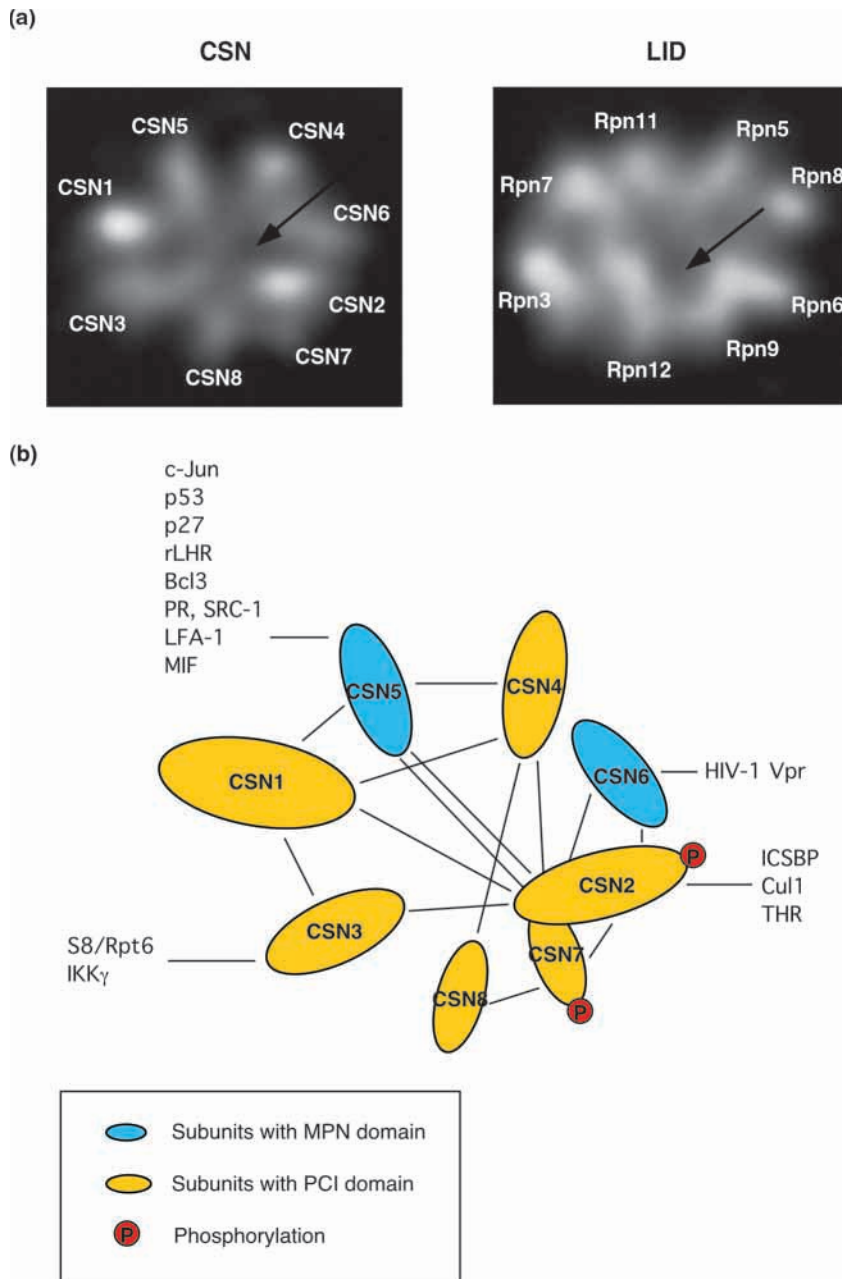 (a)
CSN
LID
CSN5
CSN4
CSN1
CSN6
CSN3
CSN2
CSN8
CSN7
Rpn11
Rpn5
Rpn7
Rpn8
Rpn3
Rpn6
Rpn12
Rpn9
(b)
c-Jun
p53
p27
rLHR
Bcl3
PR, SRC-1
LFA-1
MIF
CSN5
CSN4
CSN1
CSN6
HIV-1 Vpr
P
CSN2
ICSBP
Cul1
THR
CSN3
S8/Rpt6
IKKγ
CSN7
CSN8
P
Subunits with MPN domain
Subunits with PCI domain
P Phosphorylation